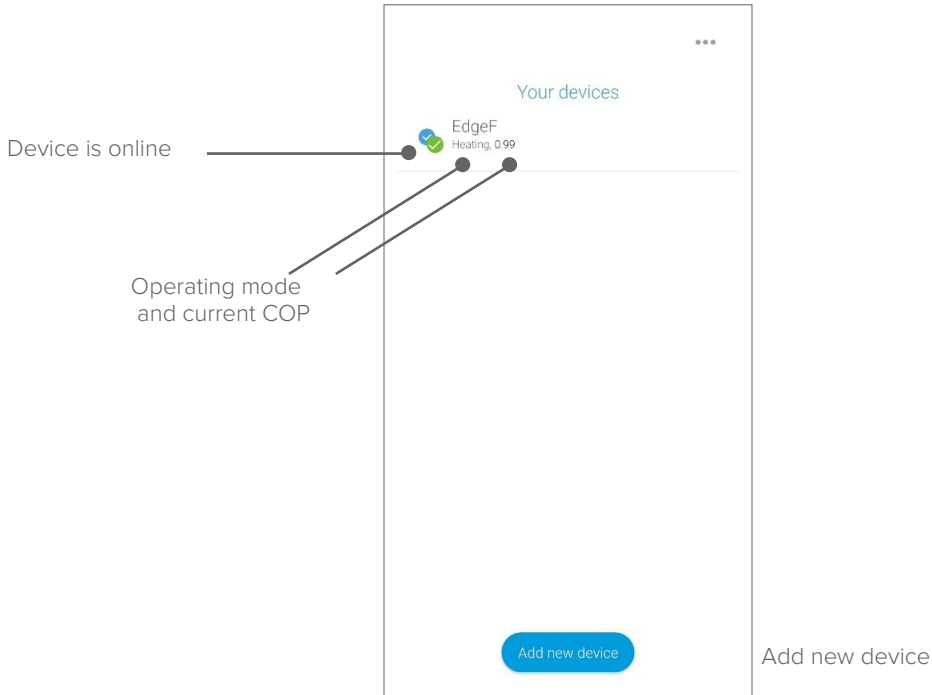 Your devices
EdgeF
Heating, 0.99
Device is online
Operating mode
and current COP
Add new device
Add new device